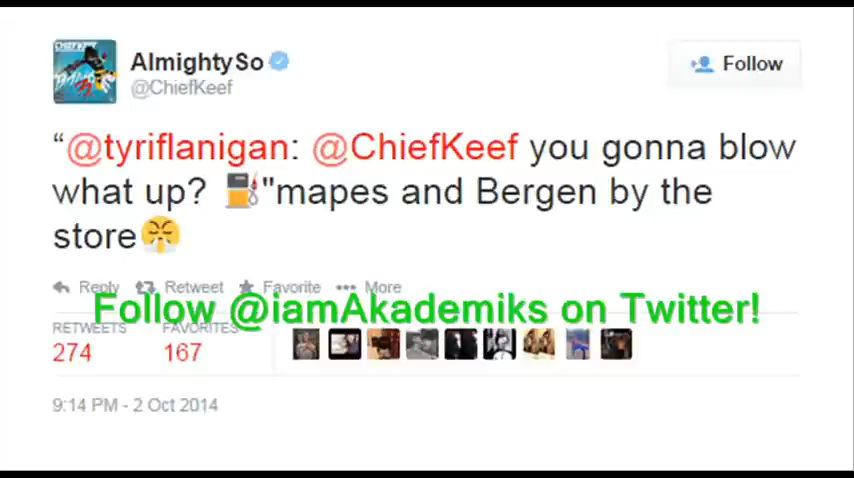 AlmightySo
@ChiefKeef
Follow
“@tyriflanigan: @ChiefKeef you gonna blow
what up? ⛽"mapes and Bergen by the
store😤
Reply Retweet Favorite More
Follow @iamAkademiks on Twitter!
RETWEETS FAVORITES
274 167
9:14 PM - 2 Oct 2014